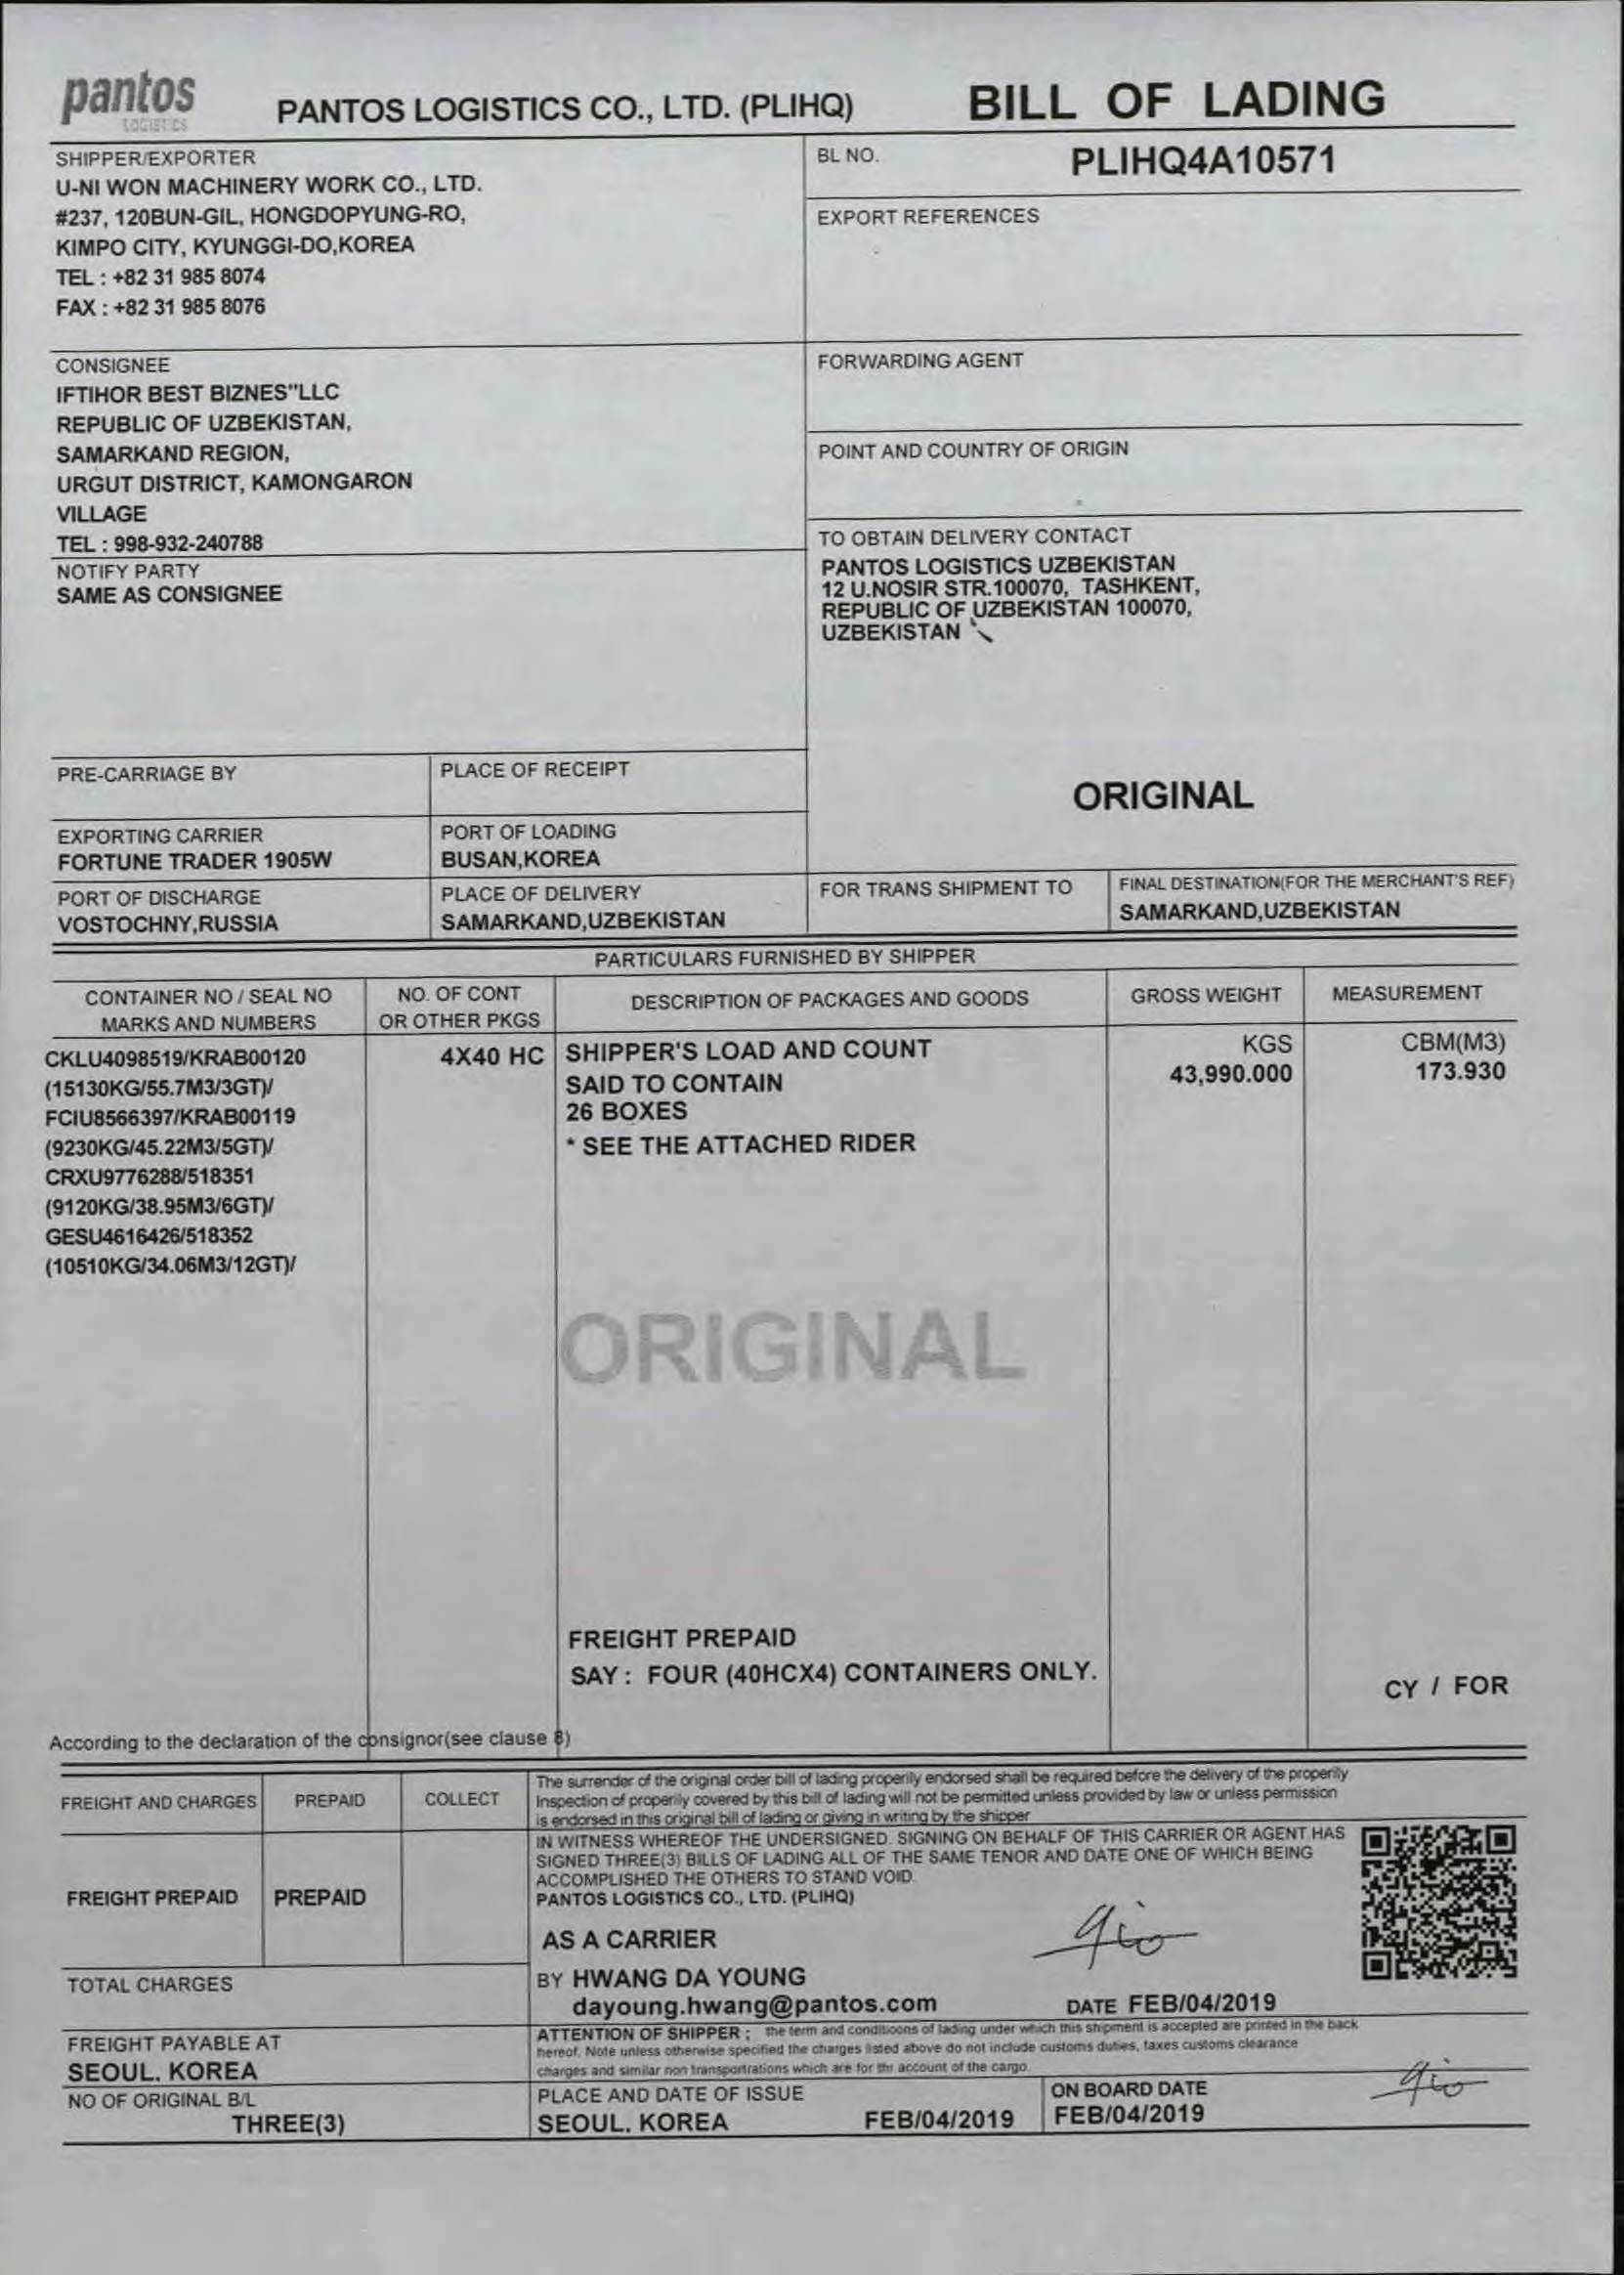 pantos
LOGISTICS
PANTOS LOGISTICS CO., LTD. (PLIHQ)
BILL OF LADING
SHIPPER/EXPORTER
U-NI WON MACHINERY WORK CO., LTD.
#237, 120BUN-GIL, HONGDOPYUNG-RO,
KIMPO CITY, KYUNGGI-DO,KOREA
TEL : +82 31 985 8074
FAX : +82 31 985 8076
BL NO.
PLIHQ4A10571
EXPORT REFERENCES
CONSIGNEE
IFTIHOR BEST BIZNES"LLC
REPUBLIC OF UZBEKISTAN,
SAMARKAND REGION,
URGUT DISTRICT, KAMONGARON
VILLAGE
TEL : 998-932-240788
FORWARDING AGENT
POINT AND COUNTRY OF ORIGIN
NOTIFY PARTY
SAME AS CONSIGNEE
TO OBTAIN DELIVERY CONTACT
PANTOS LOGISTICS UZBEKISTAN
12 U.NOSIR STR.100070, TASHKENT,
REPUBLIC OF UZBEKISTAN 100070,
UZBEKISTAN
PRE-CARRIAGE BY
PLACE OF RECEIPT
ORIGINAL
EXPORTING CARRIER
FORTUNE TRADER 1905W
PORT OF LOADING
BUSAN,KOREA
PORT OF DISCHARGE
VOSTOCHNY,RUSSIA
PLACE OF DELIVERY
SAMARKAND,UZBEKISTAN
FOR TRANS SHIPMENT TO
FINAL DESTINATION(FOR THE MERCHANT'S REF)
SAMARKAND,UZBEKISTAN
PARTICULARS FURNISHED BY SHIPPER
CONTAINER NO / SEAL NO
MARKS AND NUMBERS
NO. OF CONT
OR OTHER PKGS
DESCRIPTION OF PACKAGES AND GOODS
GROSS WEIGHT
MEASUREMENT
CKLU4098519/KRAB00120
(15130KG/55.7M3/3GT)/
FCIU8566397/KRAB00119
(9230KG/45.22M3/5GT)/
CRXU9776288/518351
(9120KG/38.95M3/6GT)/
GESU4616426/518352
(10510KG/34.06M3/12GT)/
4X40 HC
SHIPPER'S LOAD AND COUNT
SAID TO CONTAIN
26 BOXES
* SEE THE ATTACHED RIDER
KGS
43,990.000
CBM(M3)
173.930
ORIGINAL
FREIGHT PREPAID
SAY : FOUR (40HCX4) CONTAINERS ONLY.
CY / FOR
According to the declaration of the consignor(see clause 8)
FREIGHT AND CHARGES
PREPAID
COLLECT
The surrender of the original order bill of lading properily endorsed shall be required before the delivery of the properily
Inspection of properily covered by this bill of lading will not be permitted unless provided by law or unless permission
is endorsed in this original bill of lading or giving in writing by the shipper
FREIGHT PREPAID
PREPAID
IN WITNESS WHEREOF THE UNDERSIGNED. SIGNING ON BEHALF OF THIS CARRIER OR AGENT HAS
SIGNED THREE(3) BILLS OF LADING ALL OF THE SAME TENOR AND DATE ONE OF WHICH BEING
ACCOMPLISHED THE OTHERS TO STAND VOID.
PANTOS LOGISTICS CO., LTD. (PLIHQ)
AS A CARRIER
BY HWANG DA YOUNG
dayoung.hwang@pantos.com
DATE FEB/04/2019
TOTAL CHARGES
FREIGHT PAYABLE AT
SEOUL. KOREA
ATTENTION OF SHIPPER ; the term and conditioons of lading under which this shipment is accepted are printed in the back
hereof. Note unless otherwise specified the charges listed above do not include customs duties, taxes customs clearance
charges and similar non transportrations which are for thr account of the cargo.
NO OF ORIGINAL B/L
THREE(3)
PLACE AND DATE OF ISSUE
SEOUL. KOREA
FEB/04/2019
ON BOARD DATE
FEB/04/2019